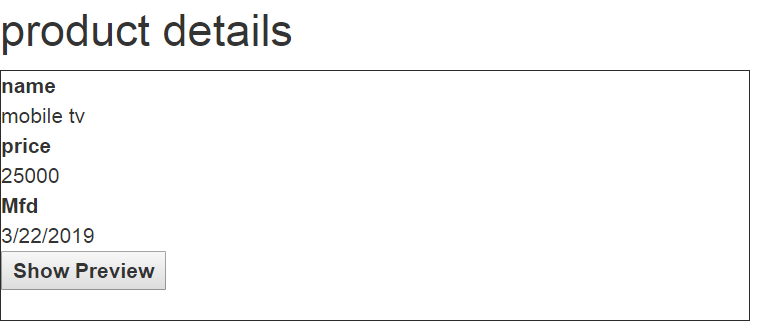 product details
name
mobile tv
price
25000
Mfd
3/22/2019
Show Preview